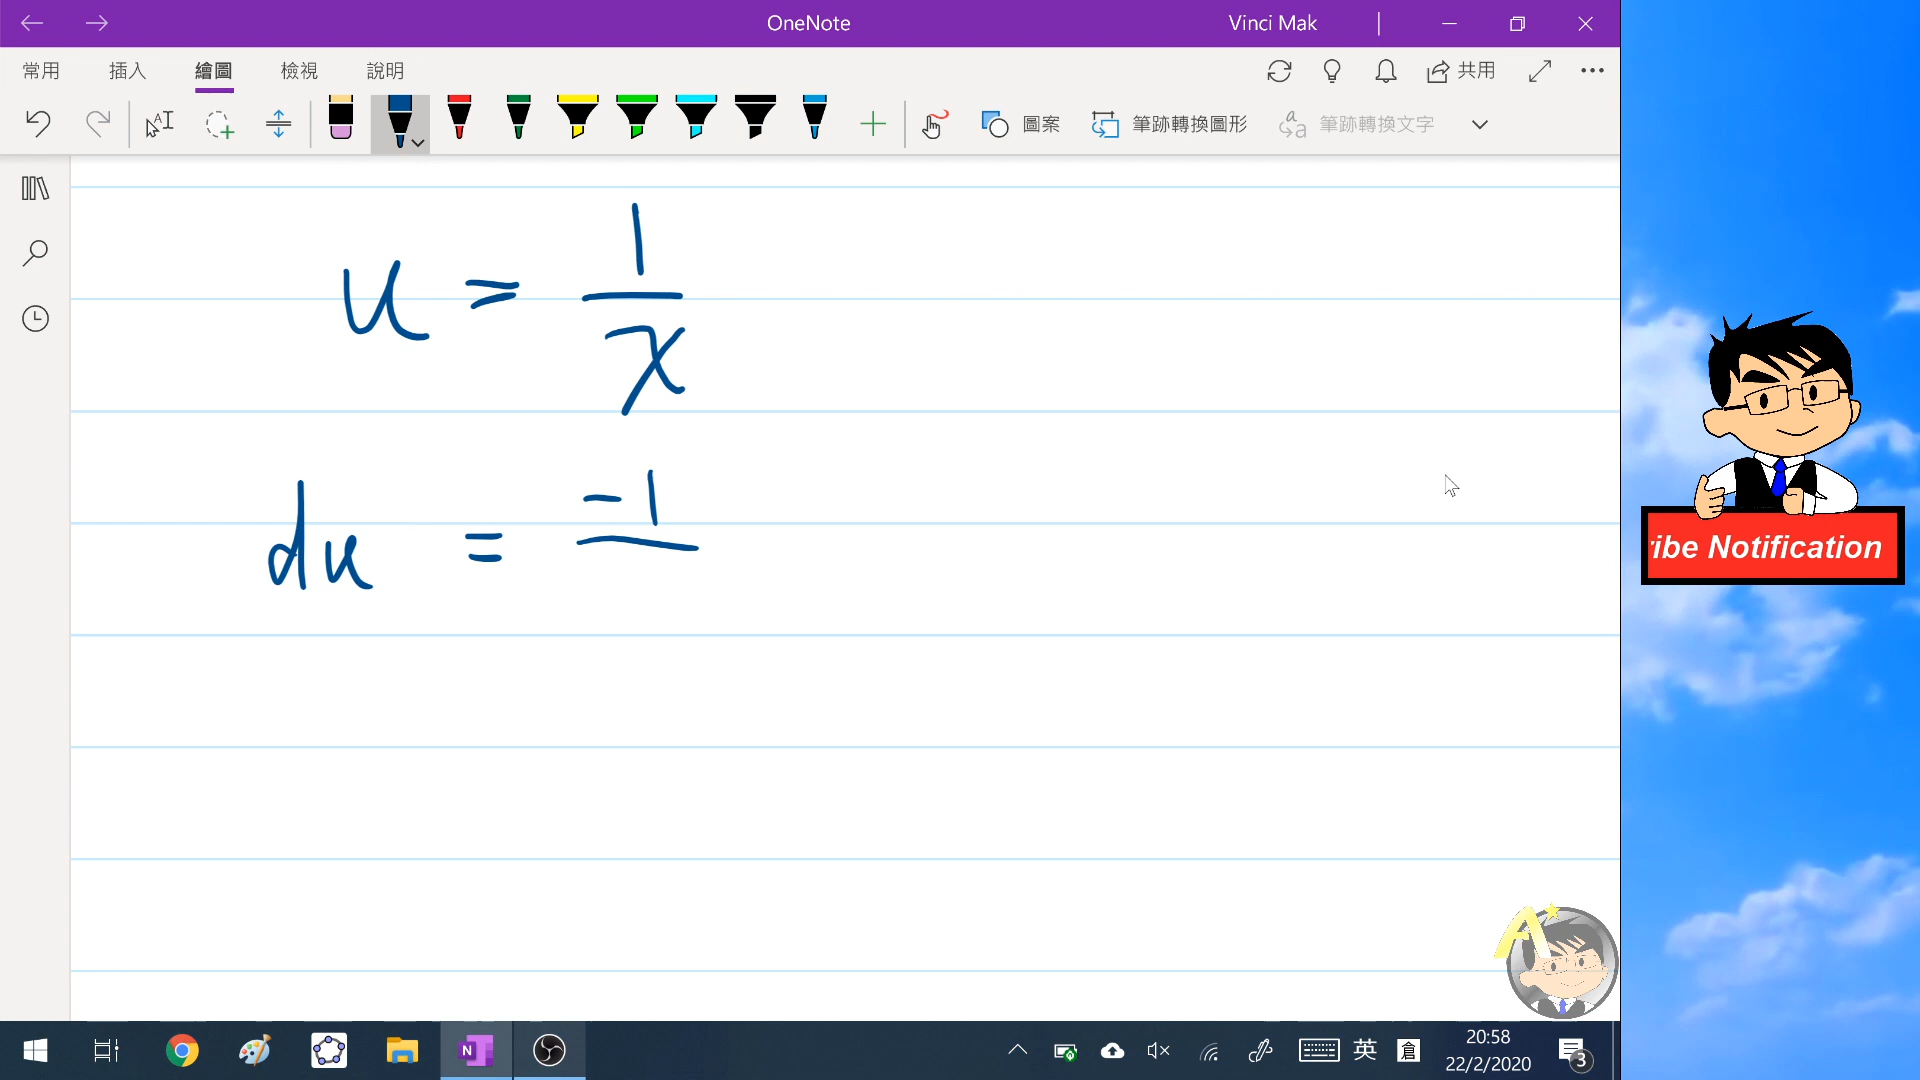 OneNote
Vinci Mak
常用 插入 繪圖 檢視 說明
共用
圖案
筆跡轉換圖形
筆跡轉換文字
u = 1/x
du = -1/
ibe Notification
A
N
英
倉
20:58
22/2/2020
3